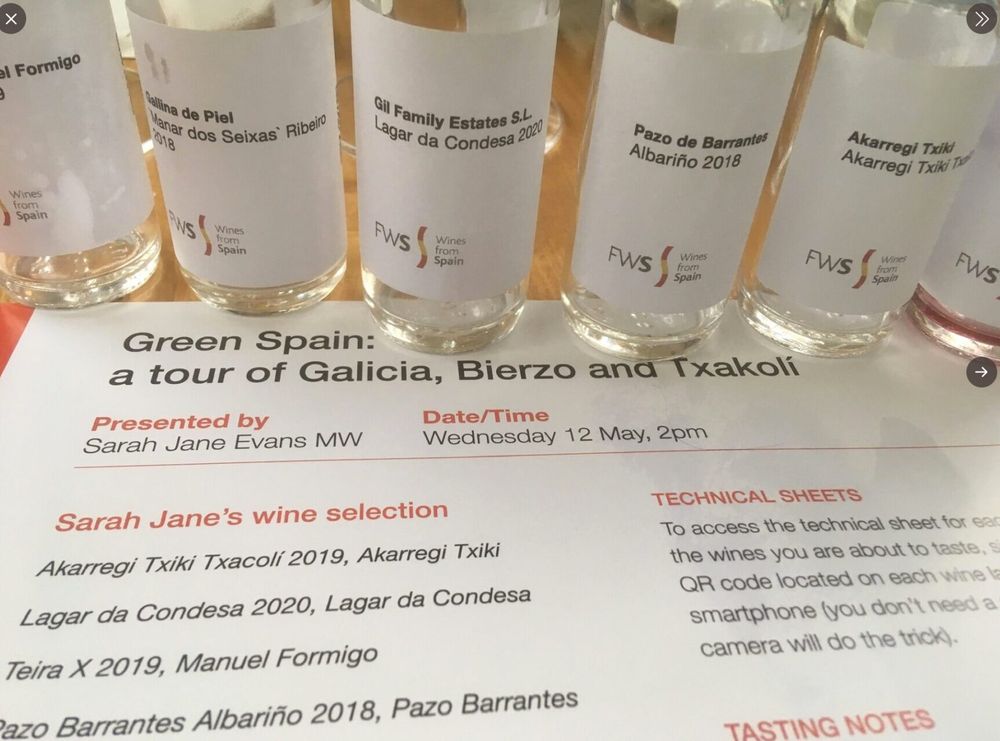 el Formigo
9
Wines
from
Spain
Gallina de Piel
'Manar dos Seixas` Ribeiro
2018
FWS
Wines
from
Spain
Gil Family Estates S.L.
Lagar da Condesa 2020
FWS
Wines
from
Spain
Pazo de Barrantes
Albariño 2018
FWS
Wines
from
Spain
Akarregi Txiki
Akarregi Txiki
FWS
Wines
from
Spain
FWS
Green Spain:
a tour of Galicia, Bierzo and Txakolí
Presented by
Sarah Jane Evans MW
Date/Time
Wednesday 12 May, 2pm
Sarah Jane's wine selection
Akarregi Txiki Txacolí 2019, Akarregi Txiki
Lagar da Condesa 2020, Lagar da Condesa
Teira X 2019, Manuel Formigo
Pazo Barrantes Albariño 2018, Pazo Barrantes
TECHNICAL SHEETS
To access the technical sheet for
the wines you are about to taste,
QR code located on each wine
smartphone (you don't need a
camera will do the trick).
TASTING NOTES